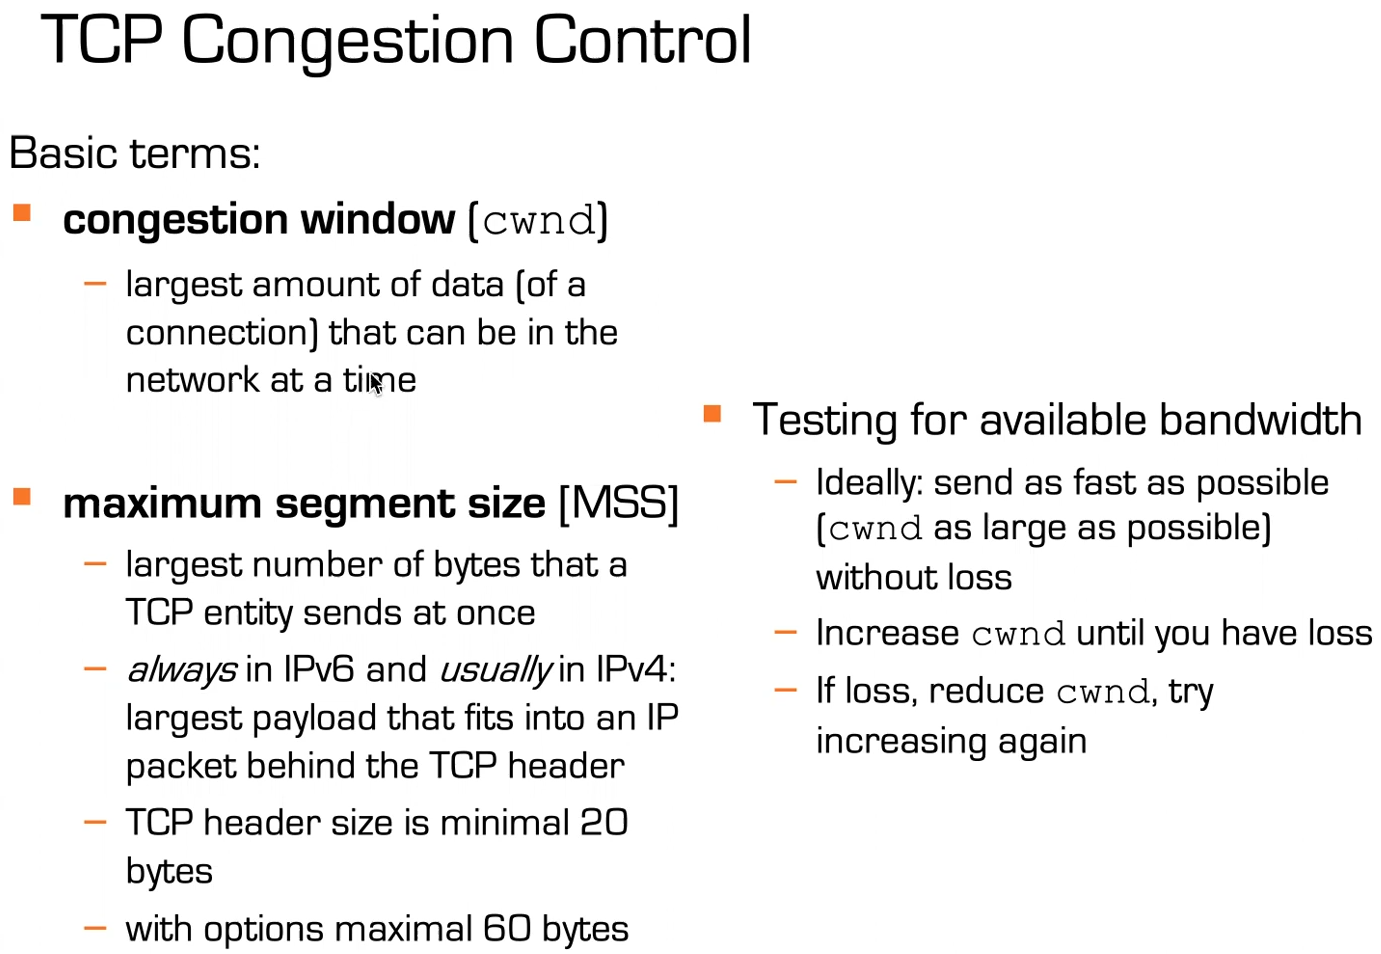 TCP Congestion Control
Basic terms:
congestion window (cwnd)
– largest amount of data (of a
connection) that can be in the
network at a time
maximum segment size [MSS]
– largest number of bytes that a
TCP entity sends at once
– always in IPv6 and usually in IPv4:
largest payload that fits into an IP
packet behind the TCP header
– TCP header size is minimal 20
bytes
– with options maximal 60 bytes
Testing for available bandwidth
– Ideally: send as fast as possible
(cwnd as large as possible)
without loss
– Increase cwnd until you have loss
– If loss, reduce cwnd, try
increasing again